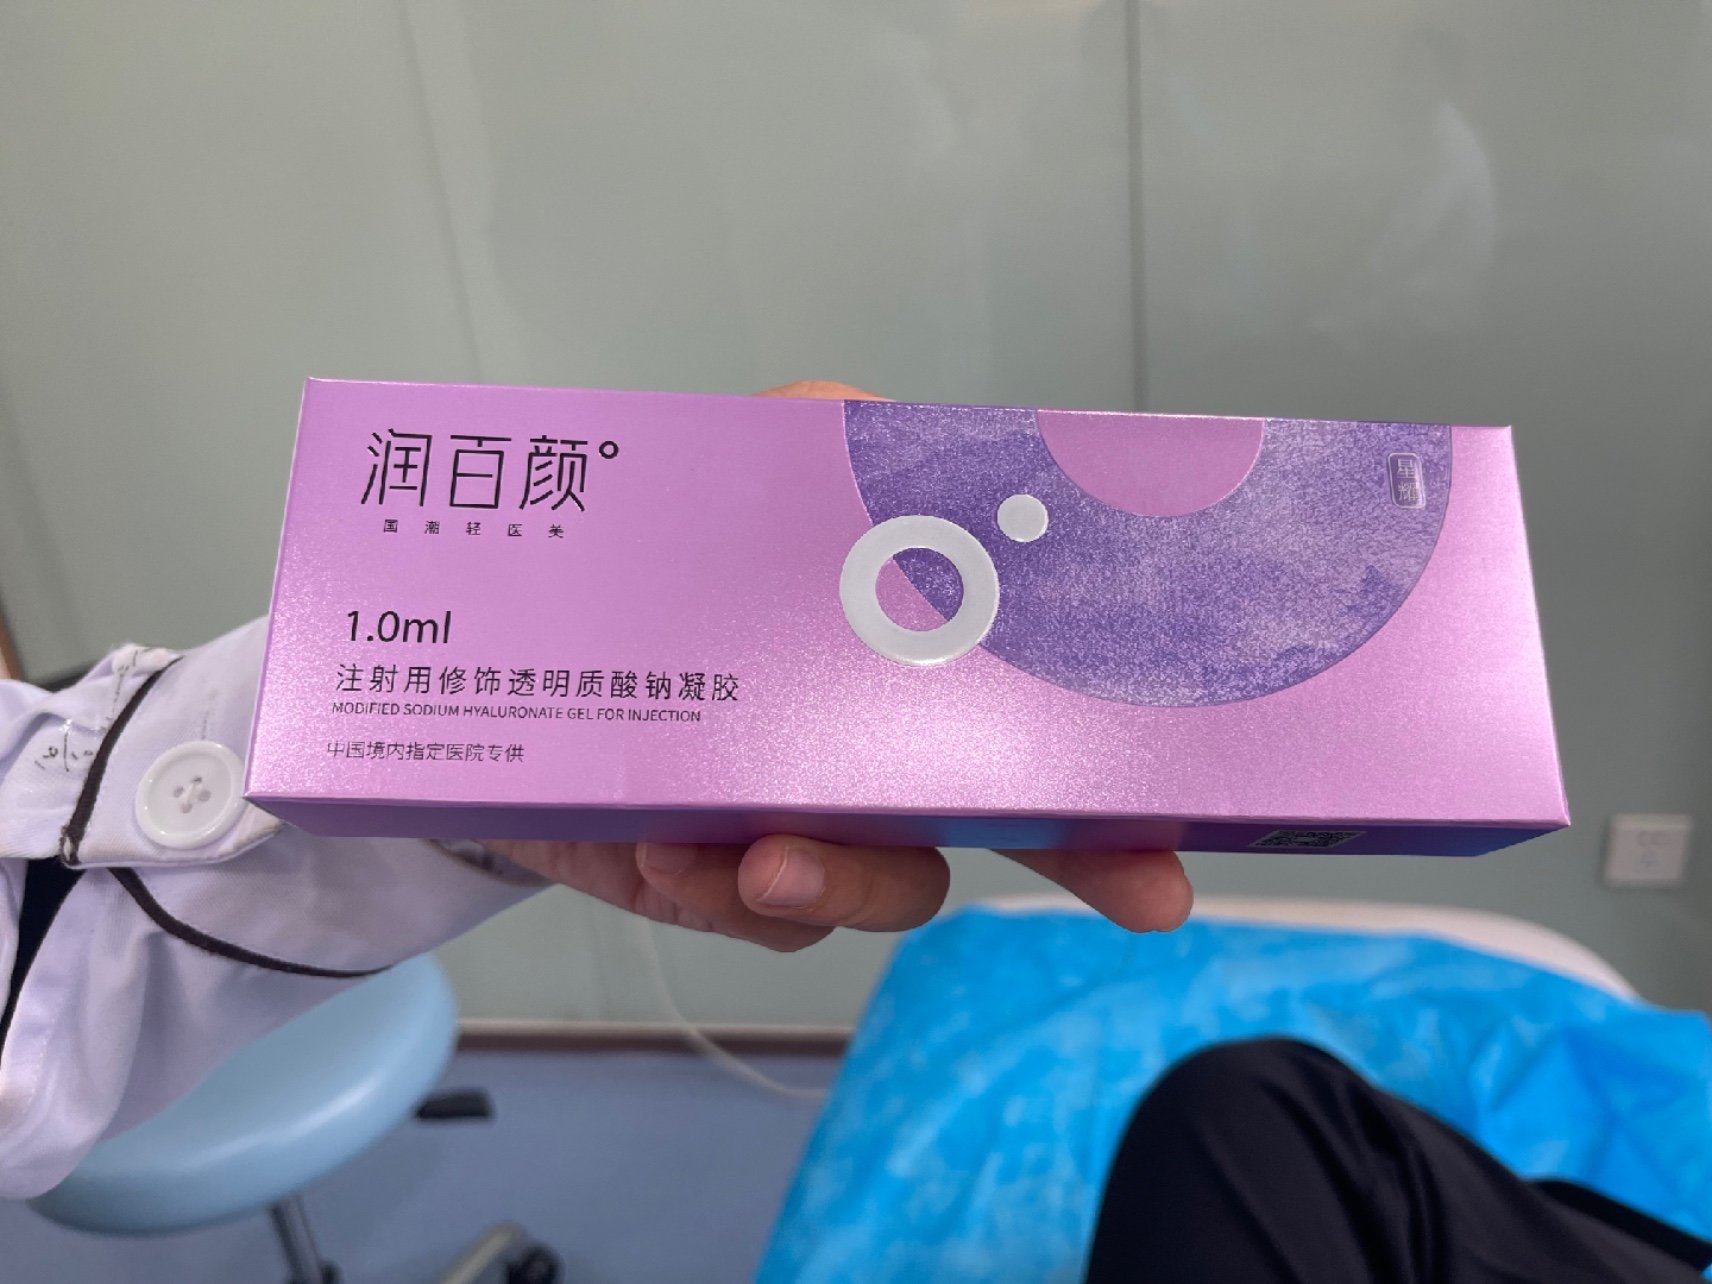 润百颜°
国潮轻医美
星耀
1.0ml
注射用修饰透明质酸钠凝胶
MODIFIED SODIUM HYALURONATE GEL FOR INJECTION
中国境内指定医院专供